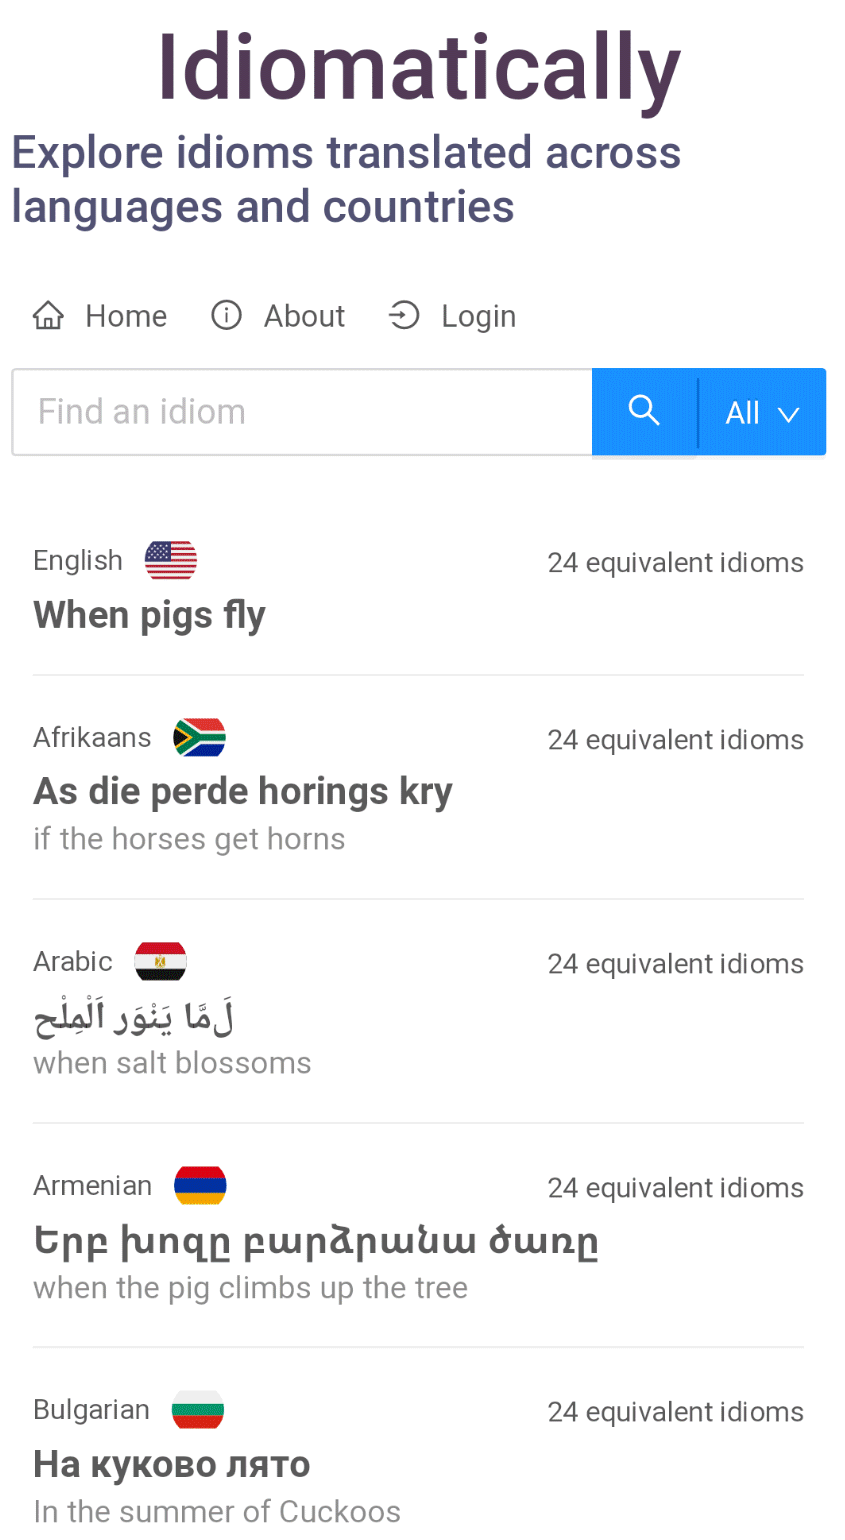 Idiomatically
Explore idioms translated across
languages and countries
Home About Login
Find an idiom All
English 24 equivalent idioms
When pigs fly
Afrikaans 24 equivalent idioms
As die perde horings kry
if the horses get horns
Arabic 24 equivalent idioms
لَمَّا يَنْوَر اَلْمِلْح
when salt blossoms
Armenian 24 equivalent idioms
Երբ խոզը բարձրանա ծառը
when the pig climbs up the tree
Bulgarian 24 equivalent idioms
На куково лято
In the summer of Cuckoos